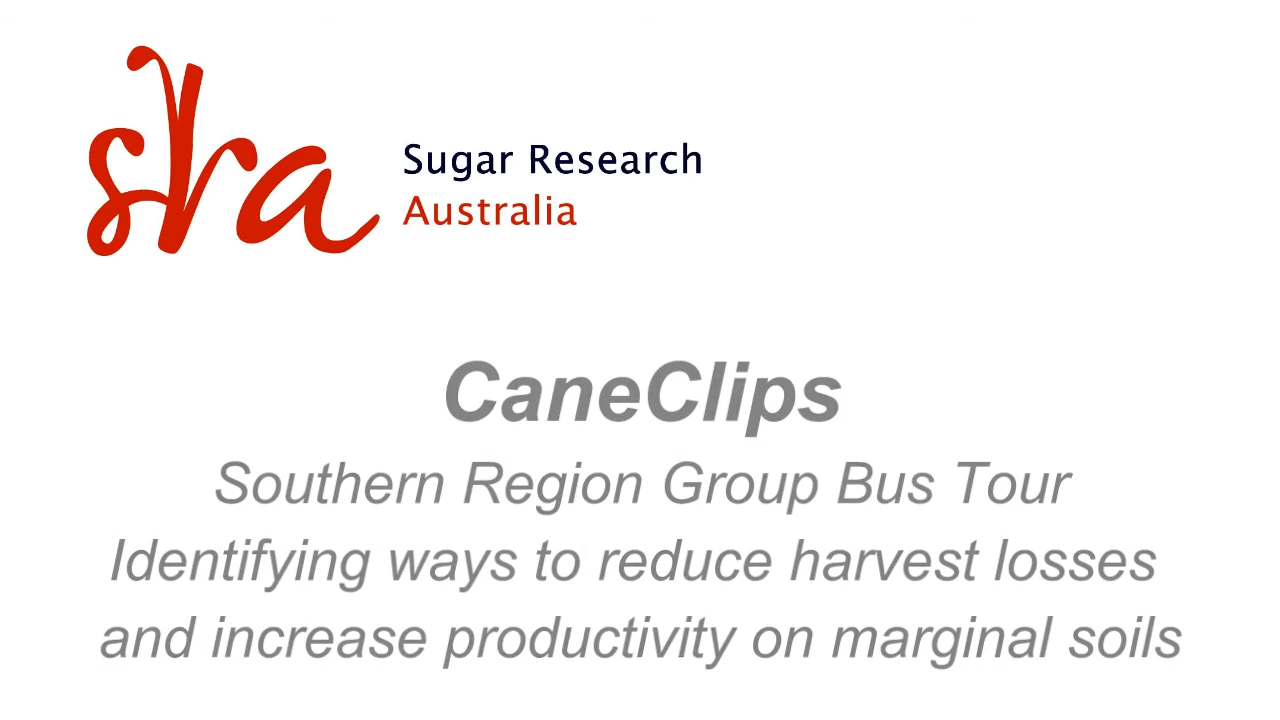 sra
Sugar Research
Australia
CaneClips
Southern Region Group Bus Tour
Identifying ways to reduce harvest losses
and increase productivity on marginal soils